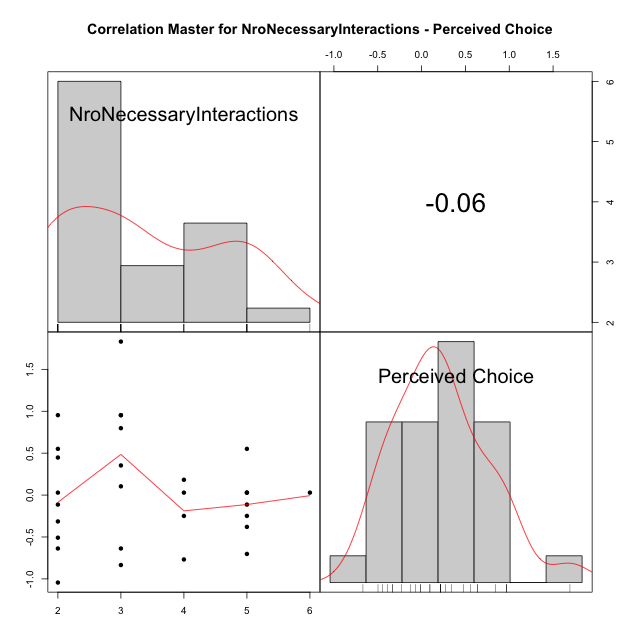 Correlation Master for NroNecessaryInteractions - Perceived Choice
-1.0 -0.5 0.0 0.5 1.0 1.5
NroNecessaryInteractions
-0.06
6
5
4
3
2
Perceived Choice
1.5
1.0
0.5
0.0
-0.5
-1.0
2 3 4 5 6